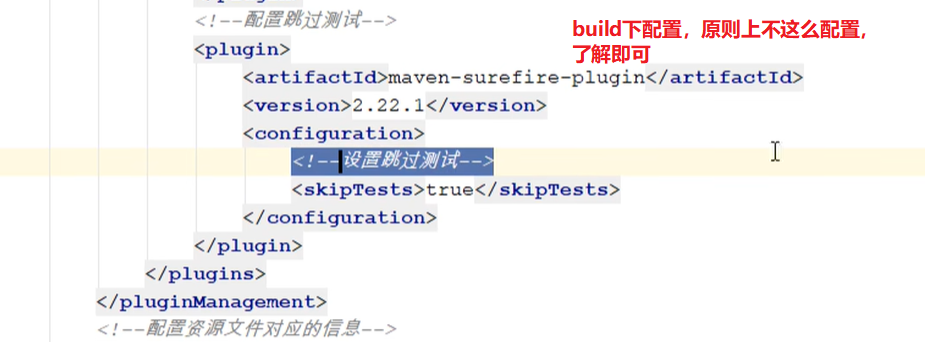 <!--配置跳过测试-->
build下配置，原则上不这么配置，
了解即可
<plugin>
<artifactId>maven-surefire-plugin</artifactId>
<version>2.22.1</version>
<configuration>
<!--设置跳过测试-->
<skipTests>true</skipTests>
</configuration>
</plugin>
</plugins>
</pluginManagement>
<!--配置资源文件对应的信息-->